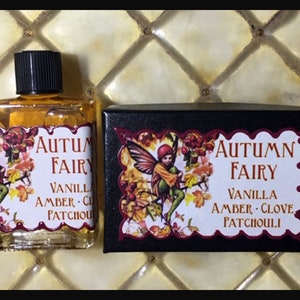 Autumn
Fairy
Vanilla
Amber · Clove
Patchouli
Autumn
Fairy
Vanilla
Amber · Clove
Patchouli